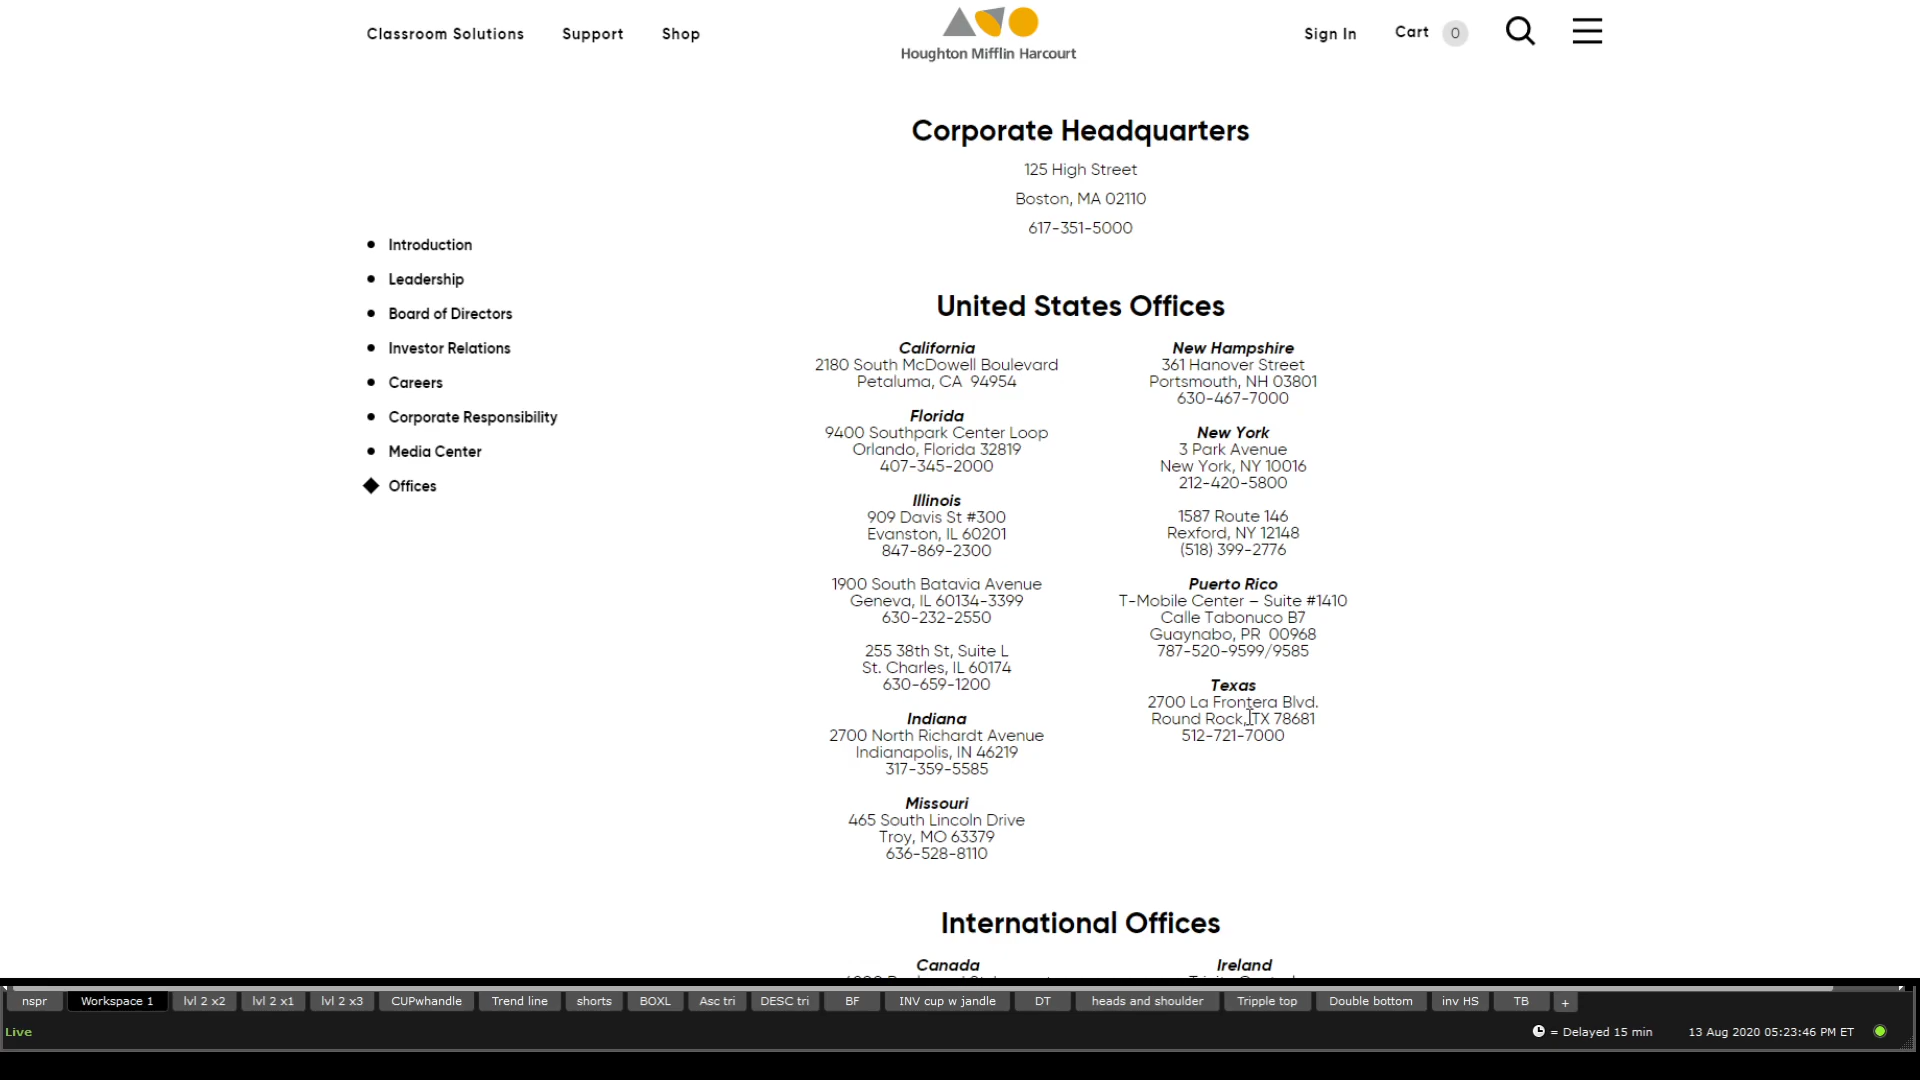 Classroom Solutions
Support
Shop
Houghton Mifflin Harcourt
Sign In
Cart
0
Introduction
Leadership
Board of Directors
Investor Relations
Careers
Corporate Responsibility
Media Center
Offices
Corporate Headquarters
125 High Street
Boston, MA 02110
617-351-5000
United States Offices
California
2180 South McDowell Boulevard
Petaluma, CA 94954
Florida
9400 Southpark Center Loop
Orlando, Florida 32819
407-345-2000
Illinois
909 Davis St #300
Evanston, IL 60201
847-869-2300
1900 South Batavia Avenue
Geneva, IL 60134-3399
630-232-2550
255 38th St, Suite L
St. Charles, IL 60174
630-659-1200
Indiana
2700 North Richardt Avenue
Indianapolis, IN 46219
317-359-5585
Missouri
465 South Lincoln Drive
Troy, MO 63379
636-528-8110
New Hampshire
361 Hanover Street
Portsmouth, NH 03801
630-467-7000
New York
3 Park Avenue
New York, NY 10016
212-420-5800
1587 Route 146
Rexford, NY 12148
(518) 399-2776
Puerto Rico
T-Mobile Center – Suite #1410
Calle Tabonuco B7
Guaynabo, PR 00968
787-520-9599/9585
Texas
2700 La Frontera Blvd.
Round Rock, TX 78681
512-721-7000
International Offices
Canada
Ireland
nspr
Workspace 1
lvl 2 x2
lvl 2 x1
lvl 2 x3
CUPwhandle
Trend line
shorts
BOXL
Asc tri
DESC tri
BF
INV cup w jandle
DT
heads and shoulder
Tripple top
Double bottom
inv HS
TB
+
Live
= Delayed 15 min
13 Aug 2020 05:23:46 PM ET